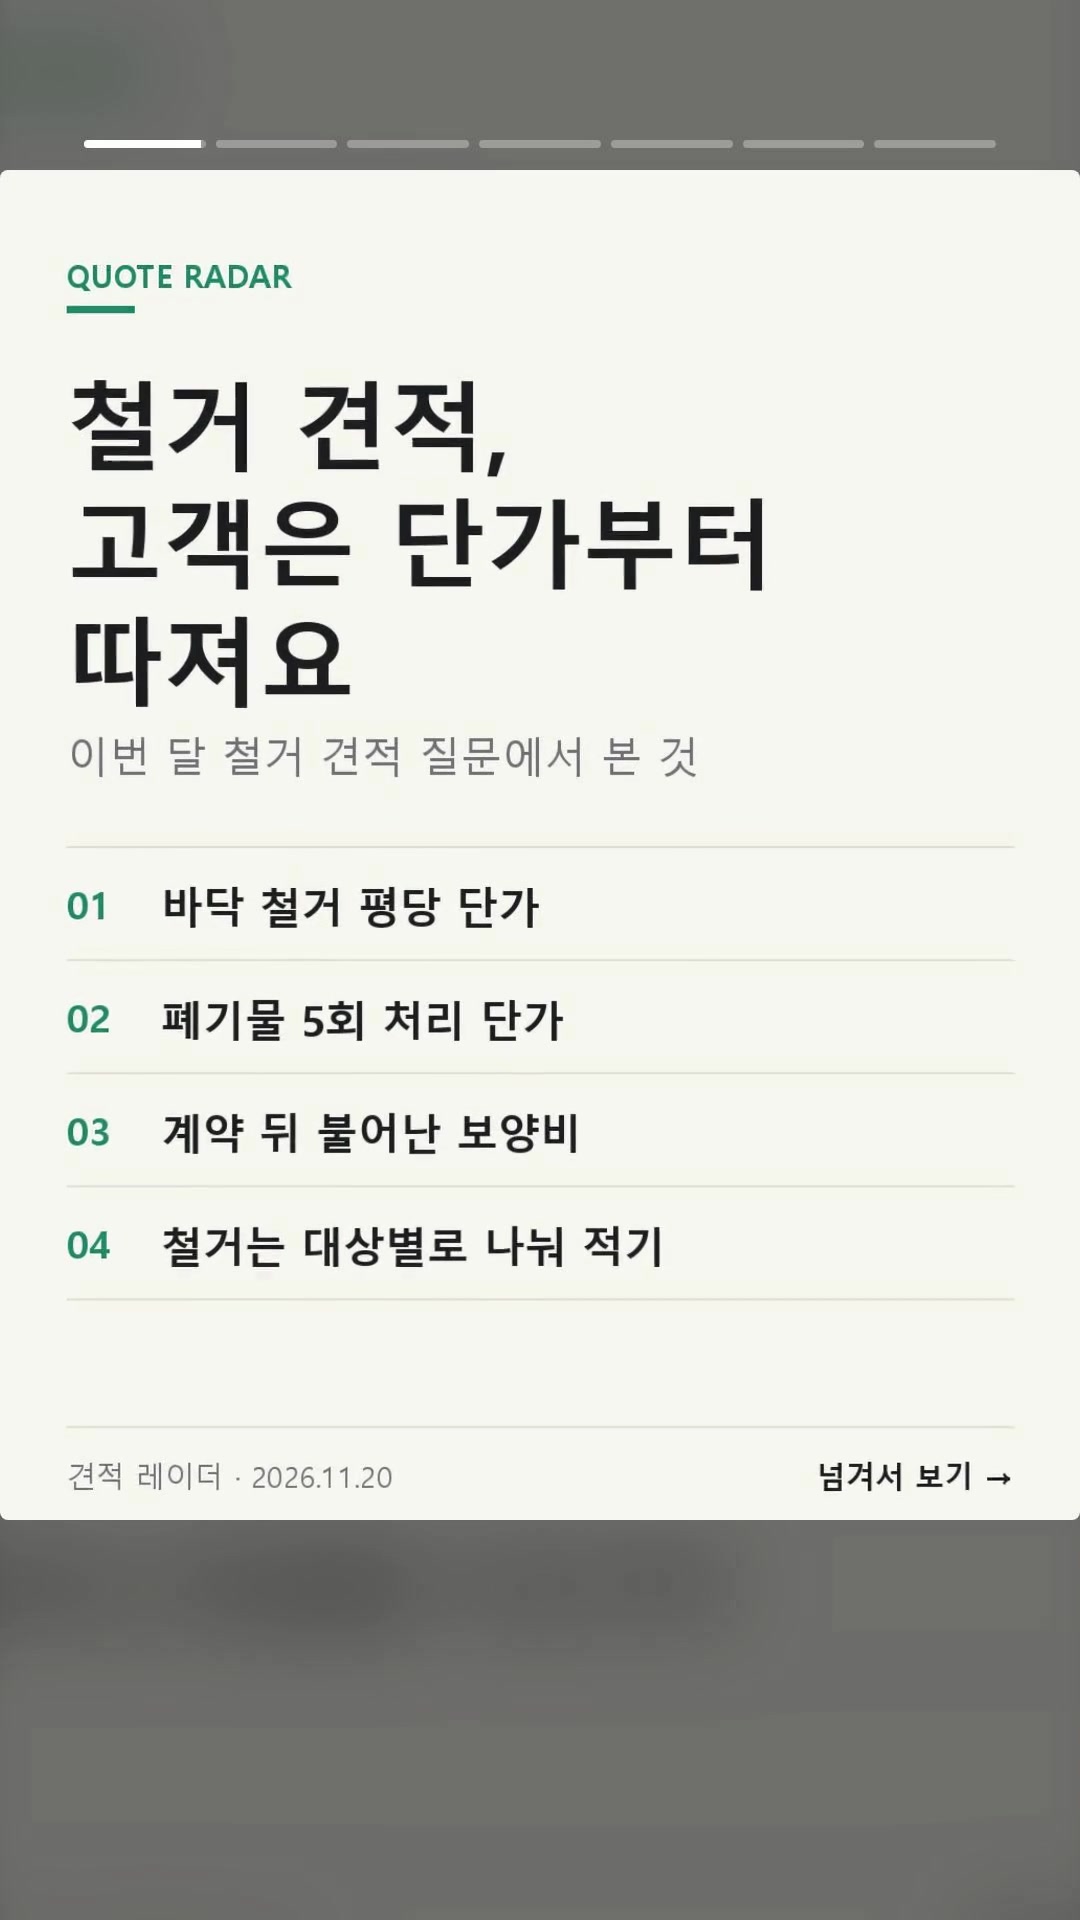 QUOTE RADAR
철거 견적,
고객은 단가부터
따져요
이번 달 철거 견적 질문에서 본 것
01 바닥 철거 평당 단가
02 폐기물 5회 처리 단가
03 계약 뒤 불어난 보양비
04 철거는 대상별로 나눠 적기
견적 레이더 · 2026.11.20
넘겨서 보기 →